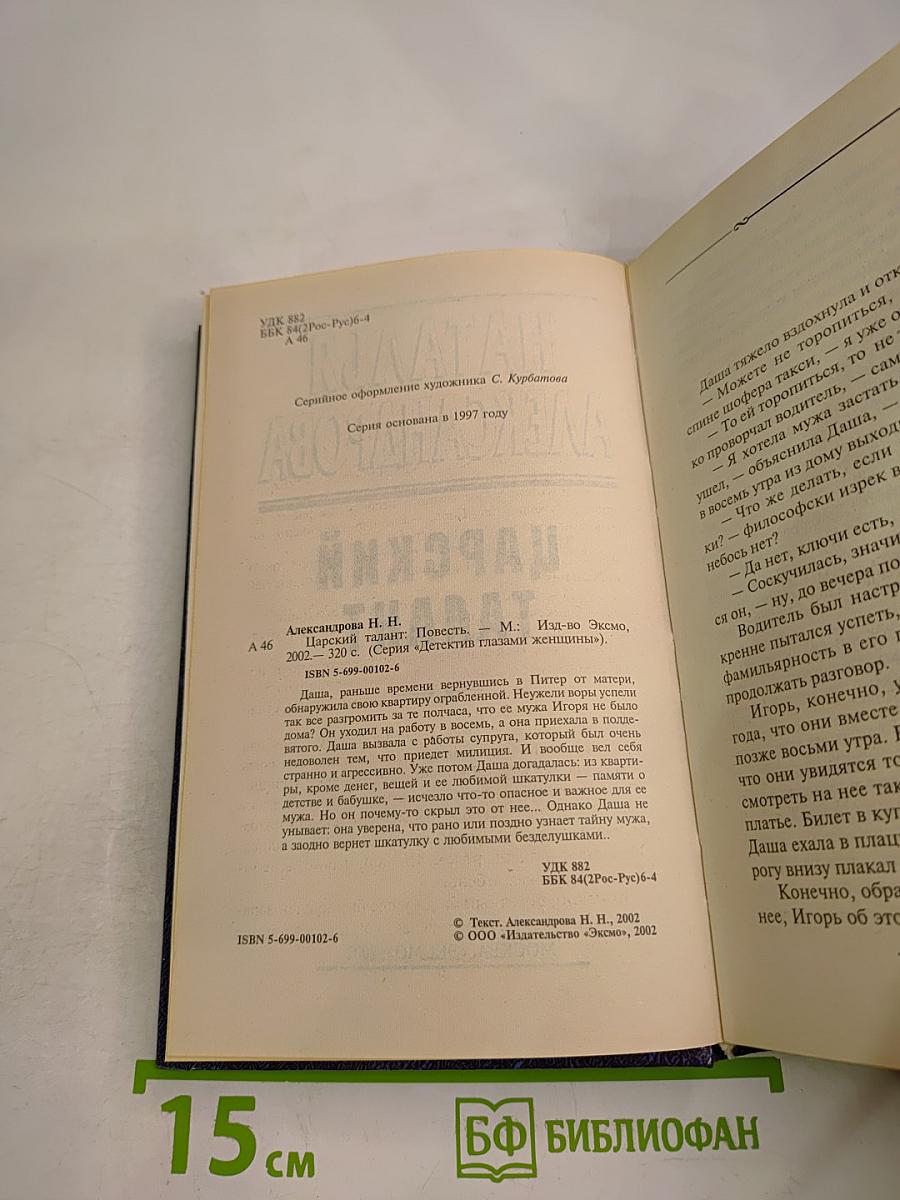 УДК 882
ББК 84(2Рос-Рус)6-4
А 46
Серийное оформление художника С. Курбатова
Серия основана в 1997 году
Александрова Н. Н.
А 46 Царский талант: Повесть. — М.: Изд-во Эксмо,
2002.— 320 с. (Серия «Детектив глазами женщины»).
ISBN 5-699-00102-6
Даша, раньше времени вернувшись в Питер от матери,
обнаружила свою квартиру ограбленной. Неужели воры успели
так все разгромить за те полчаса, что ее мужа Игоря не было
дома? Он уходил на работу в восемь, а она приехала в полде-
вятого. Даша вызвала с работы супруга, который был очень
недоволен тем, что приедет милиция. И вообще вел себя
странно и агрессивно. Уже потом Даша догадалась: из кварти-
ры, кроме денег, вещей и ее любимой шкатулки — памяти о
детстве и бабушке, — исчезло что-то опасное и важное для ее
мужа. Но он почему-то скрыл это от нее... Однако Даша не
унывает: она уверена, что рано или поздно узнает тайну мужа,
а заодно вернет шкатулку с любимыми безделушками..
УДК 882
ББК 84(2Рос-Рус)6-4
© Текст. Александрова Н. Н., 2002
ISBN 5-699-00102-6 © ООО «Издательство «Эксмо», 2002
Даша тяжело вздохнула и отк
— Можете не торопиться,
спине шофера такси, — я уже о
— То ей торопиться, то не
ко проворчал водитель, — сам
— Я хотела мужа застать
ушел, — объяснила Даша, —
в восемь утра из дому выходи
— Что же делать, если
ки? — философски изрек в
небось нет?
— Да нет, ключи есть,
— Соскучилась, значи
ся он, — ну, до вечера по
Водитель был настр
кренне пытался успеть,
фамильярность в его г
продолжать разговор.
Игорь, конечно, у
года, что они вместе
позже восьми утра. В
что они увидятся то
смотреть на нее так
платье. Билет в куп
Даша ехала в плац
рогу внизу плакал
Конечно, обра
нее, Игорь об это
15 см
БФ БИБЛИОФАН